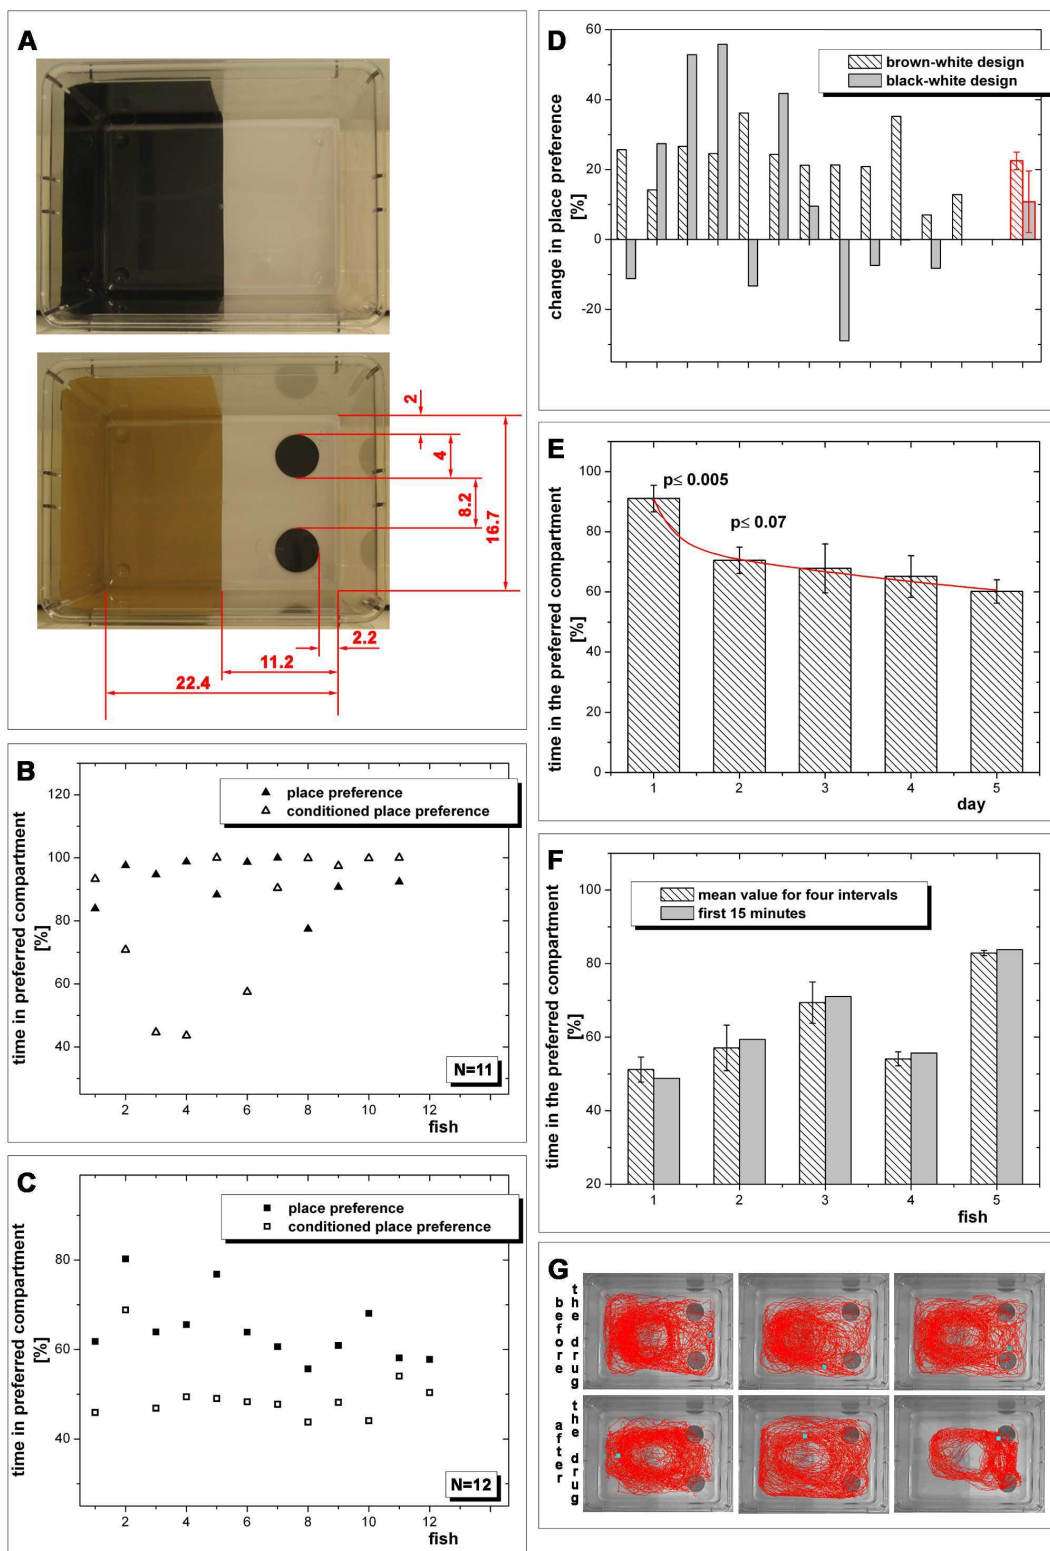 A
2
4
8.2
16.7
2.2
11.2
22.4
B
place preference
conditioned place preference
120
100
80
60
40
time in preferred compartment
[%]
N=11
2
4
6
8
10
12
fish
C
place preference
conditioned place preference
80
60
40
time in preferred compartment
[%]
N=12
2
4
6
8
10
12
fish
D
brown-white design
black-white design
60
40
20
0
-20
change in place preference
[%]
E
p≤ 0.005
p≤ 0.07
100
80
60
40
20
0
time in the preferred compartment
[%]
1
2
3
4
5
day
F
mean value for four intervals
first 15 minutes
100
80
60
40
20
time in the preferred compartment
[%]
1
2
3
4
5
fish
G
before
the drug
after
the drug